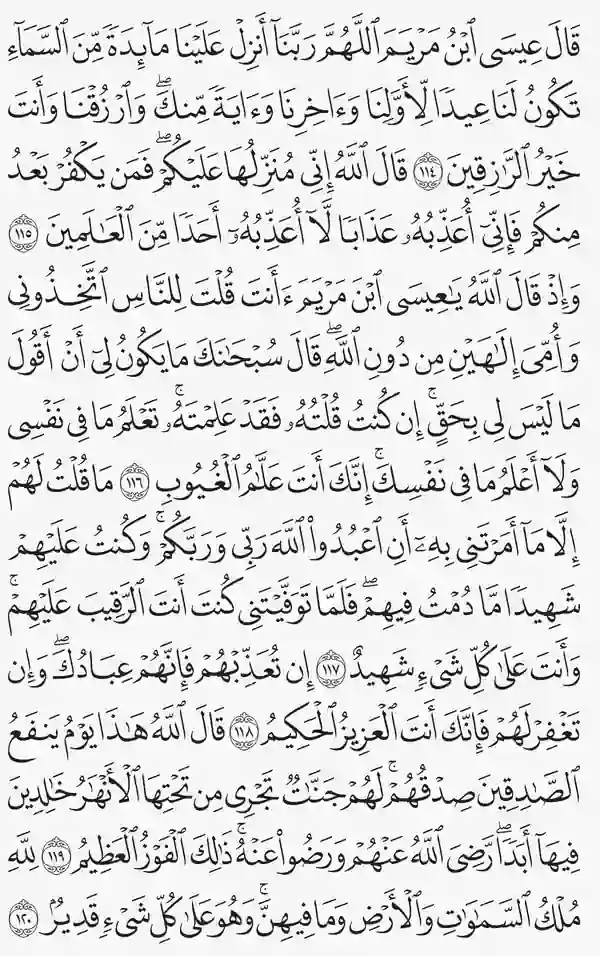 قَالَ عِيسَى ٱبْنُ مَرْيَمَ ٱللَّهُمَّ رَبَّنَآ أَنزِلْ عَلَيْنَا مَآئِدَةً مِّنَ ٱلسَّمَآءِ
تَكُونُ لَنَا عِيدًا لِّأَوَّلِنَا وَءَاخِرِنَا وَءَايَةً مِّنكَۖ وَٱرْزُقْنَا وَأَنتَ
خَيْرُ ٱلرَّٰزِقِينَ ١١٤ قَالَ ٱللَّهُ إِنِّي مُنَزِّلُهَا عَلَيْكُمْۖ فَمَن يَكْفُرْ بَعْدُ
مِنكُمْ فَإِنِّيٓ أُعَذِّبُهُۥ عَذَابًا لَّآ أُعَذِّبُهُۥٓ أَحَدًا مِّنَ ٱلْعَٰلَمِينَ ١١٥
وَإِذْ قَالَ ٱللَّهُ يَٰعِيسَى ٱبْنَ مَرْيَمَ ءَأَنتَ قُلْتَ لِلنَّاسِ ٱتَّخِذُونِي
وَأُمِّيَ إِلَٰهَيْنِ مِن دُونِ ٱللَّهِۖ قَالَ سُبْحَٰنَكَ مَا يَكُونُ لِيٓ أَنْ أَقُولَ
مَا لَيْسَ لِي بِحَقٍّۚ إِن كُنتُ قُلْتُهُۥ فَقَدْ عَلِمْتَهُۥۚ تَعْلَمُ مَا فِي نَفْسِي
وَلَآ أَعْلَمُ مَا فِي نَفْسِكَۚ إِنَّكَ أَنتَ عَلَّٰمُ ٱلْغُيُوبِ ١١٦ مَا قُلْتُ لَهُمْ
إِلَّا مَآ أَمَرْتَنِي بِهِۦٓ أَنِ ٱعْبُدُوا۟ ٱللَّهَ رَبِّي وَرَبَّكُمْۚ وَكُنتُ عَلَيْهِمْ
شَهِيدًا مَّا دُمْتُ فِيهِمْۖ فَلَمَّا تَوَفَّيْتَنِي كُنتَ أَنتَ ٱلرَّقِيبَ عَلَيْهِمْۚ
وَأَنتَ عَلَىٰ كُلِّ شَيْءٍ شَهِيدٌ ١١٧ إِن تُعَذِّبْهُمْ فَإِنَّهُمْ عِبَادُكَۖ وَإِن
تَغْفِرْ لَهُمْ فَإِنَّكَ أَنتَ ٱلْعَزِيزُ ٱلْحَكِيمُ ١١٨ قَالَ ٱللَّهُ هَٰذَا يَوْمُ يَنفَعُ
ٱلصَّٰدِقِينَ صِدْقُهُمْۚ لَهُمْ جَنَّٰتٌ تَجْرِي مِن تَحْتِهَا ٱلْأَنْهَٰرُ خَٰلِدِينَ
فِيهَآ أَبَدًاۖ رَّضِيَ ٱللَّهُ عَنْهُمْ وَرَضُوا۟ عَنْهُۚ ذَٰلِكَ ٱلْفَوْزُ ٱلْعَظِيمُ ١١٩ لِلَّهِ
مُلْكُ ٱلسَّمَٰوَٰتِ وَٱلْأَرْضِ وَمَا فِيهِنَّۚ وَهُوَ عَلَىٰ كُلِّ شَيْءٍ قَدِيرٌ ١٢٠